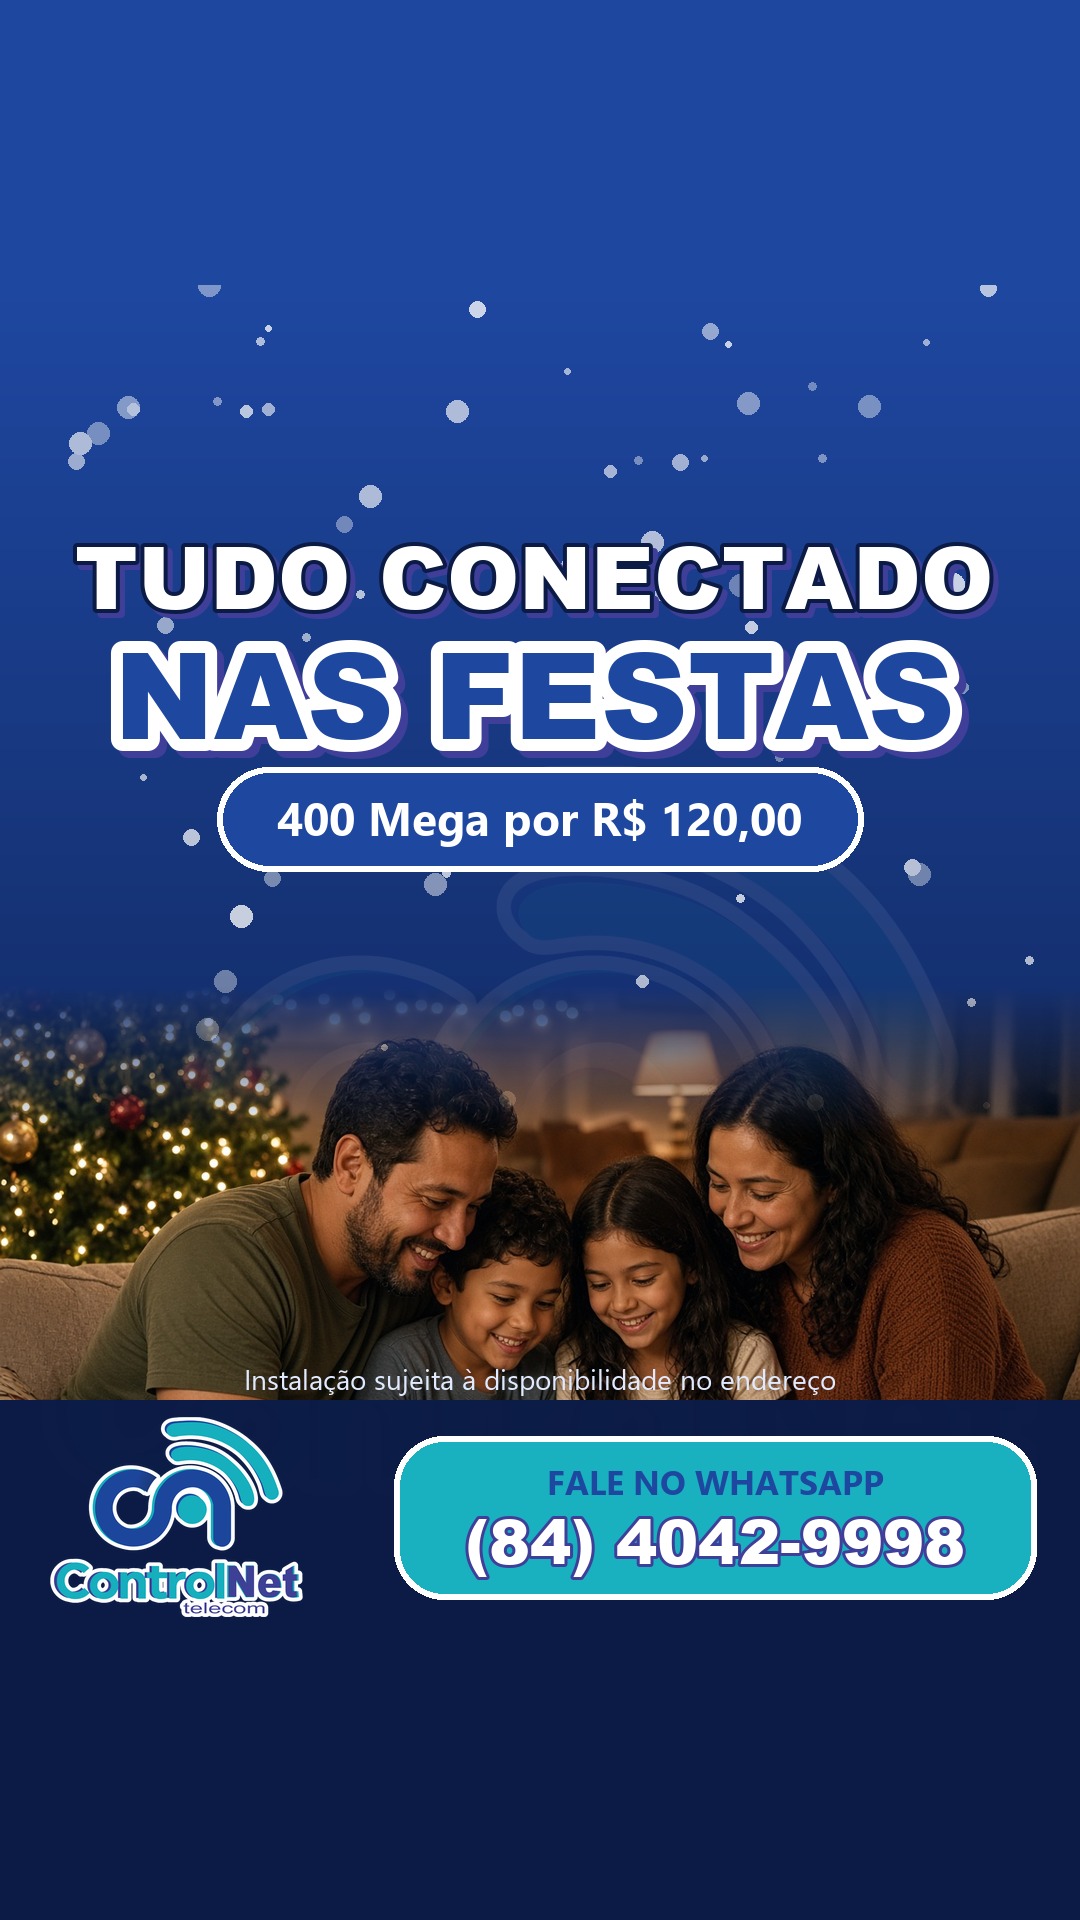 TUDO CONECTADO
NAS FESTAS
400 Mega por R$ 120,00
Instalação sujeita à disponibilidade no endereço
FALE NO WHATSAPP
(84) 4042-9998
ControlNet
telecom